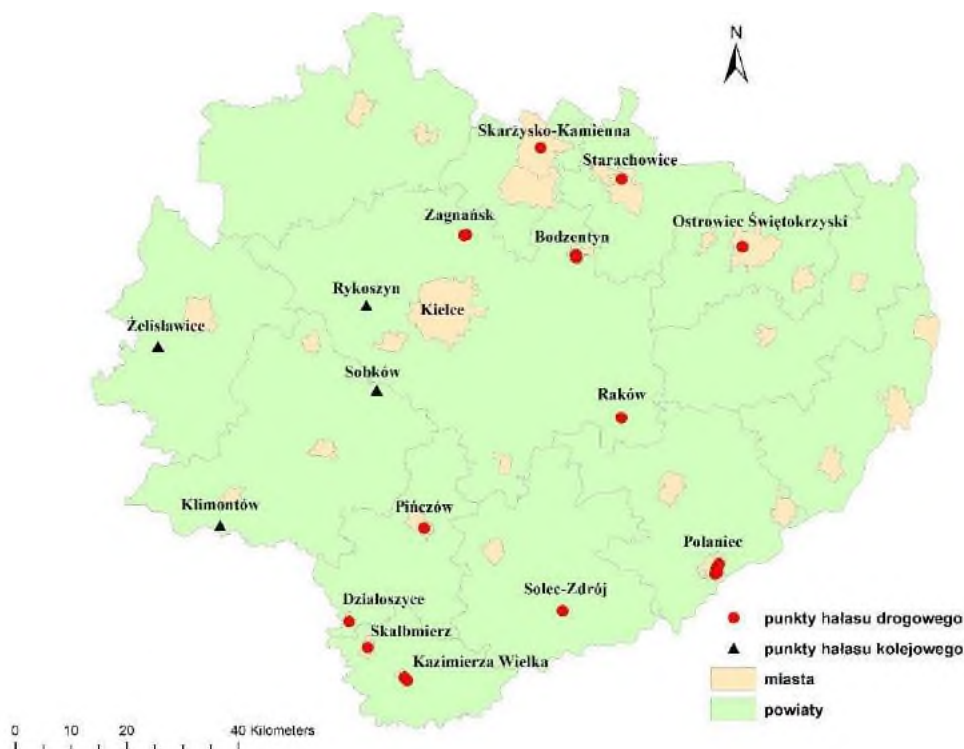 N
Skarżysko-Kamienna
Starachowice
Zagnańsk
Bodzentyn
Ostrowiec Świętokrzyski
Rykoszyn
Kielce
Żelisławice
Sobków
Raków
Klimontów
Pińczów
Połaniec
Działoszyce
Solec-Zdrój
Skalbmierz
Kazimierza Wielka
punkty hałasu drogowego
punkty hałasu kolejowego
miasta
powiaty
0 10 20 40 Kilometers